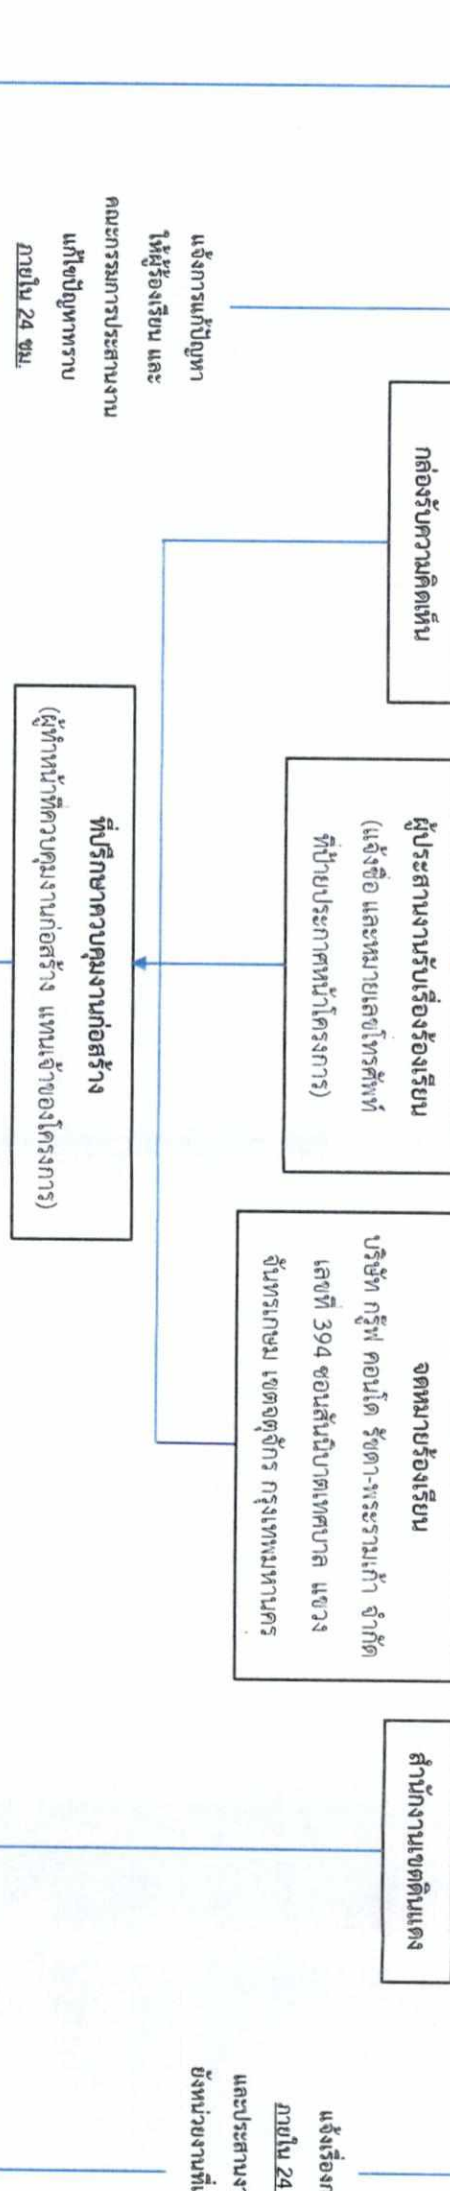 แจ้งการแก้ปัญหา
ให้ผู้ร้องเรียน และ
คณะกรรมการประสานงาน
แก้ไขปัญหาทราบ
ภายใน 24 ชม.
กล่องรับความคิดเห็น
ผู้ประสานงานรับเรื่องร้องเรียน
(แจ้งชื่อ และหมายเลขโทรศัพท์
ที่ป้ายประกาศหน้าโครงการ)
ที่ปรึกษาควบคุมงานก่อสร้าง
(ผู้ทำหน้าที่ควบคุมงานก่อสร้าง แทนเจ้าของโครงการ)
จดหมายร้องเรียน
บริษัท กรู๊ฟ คอนโด รัชดา-พระรามเก้า จำกัด
เลขที่ 394 ซอนสันนิบาตเทศบาล แขวง
จันทรเกษม เขตจตุจักร กรุงเทพมหานคร
สำนักงานเขตดินแดง
แจ้งเรื่อง
ภายใน 24
และประสานง
ยังหน่วยงานที่